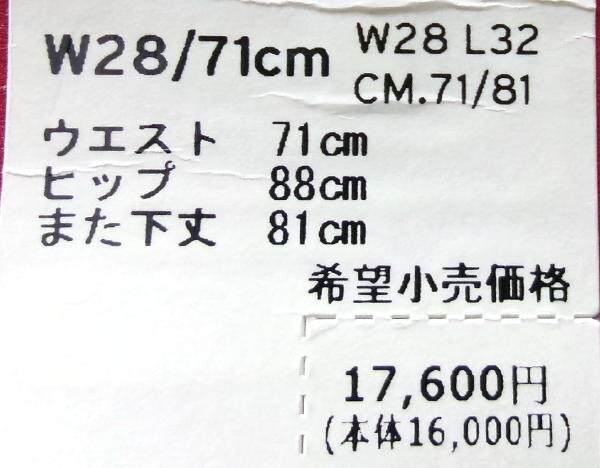 W28/71cm
W28 L32
CM.71/81
ウエスト 71cm
ヒップ 88cm
また下丈 81cm
希望小売価格
17,600円
(本体16,000円)